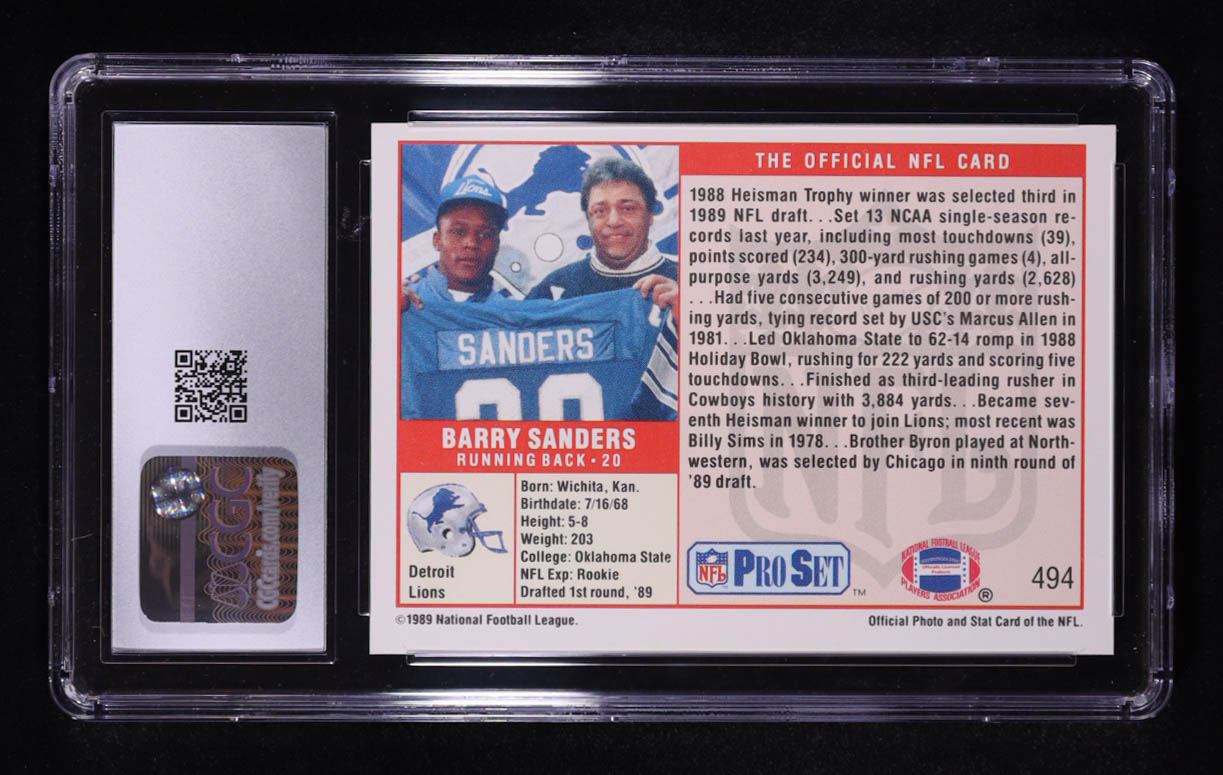 Lions
SANDERS
20
BARRY SANDERS
RUNNING BACK • 20
Detroit
Lions
Born: Wichita, Kan.
Birthdate: 7/16/68
Height: 5-8
Weight: 203
College: Oklahoma State
NFL Exp: Rookie
Drafted 1st round, '89
THE OFFICIAL NFL CARD
1988 Heisman Trophy winner was selected third in
1989 NFL draft. . .Set 13 NCAA single-season re-
cords last year, including most touchdowns (39),
points scored (234), 300-yard rushing games (4), all-
purpose yards (3,249), and rushing yards (2,628)
. . .Had five consecutive games of 200 or more rush-
ing yards, tying record set by USC's Marcus Allen in
1981. . .Led Oklahoma State to 62-14 romp in 1988
Holiday Bowl, rushing for 222 yards and scoring five
touchdowns. . .Finished as third-leading rusher in
Cowboys history with 3,884 yards. . .Became sev-
enth Heisman winner to join Lions; most recent was
Billy Sims in 1978. . .Brother Byron played at North-
western, was selected by Chicago in ninth round of
'89 draft.
NFL
NFL PRO SET ™
NATIONAL FOOTBALL LEAGUE
Officially Licensed
Product
PLAYERS ASSOCIATION ®
494
©1989 National Football League.
Official Photo and Stat Card of the NFL.
CGC
cgccards.com/verify